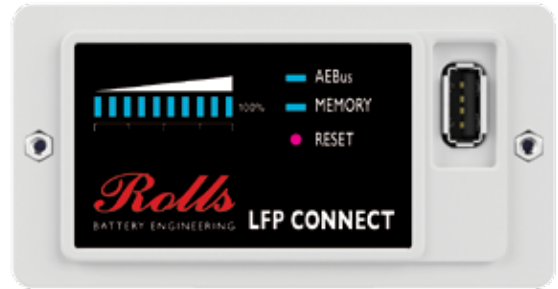 AEBus
100%
MEMORY
RESET
Rolls
BATTERY ENGINEERING
LFP CONNECT